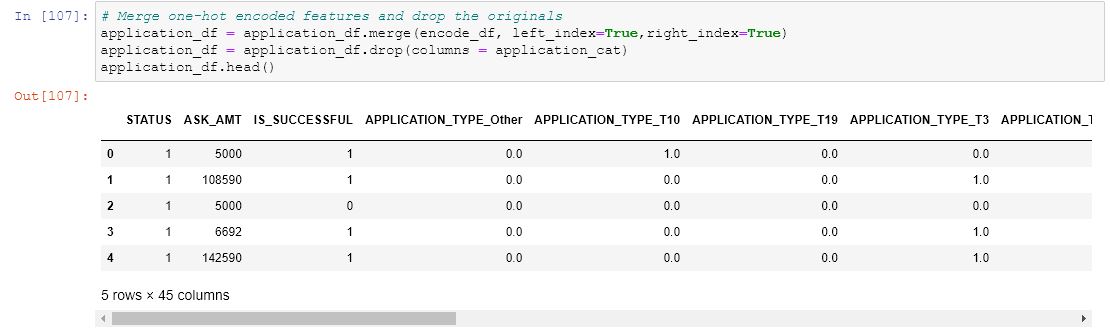 In [107]: # Merge one-hot encoded features and drop the originals
application_df = application_df.merge(encode_df, left_index=True,right_index=True)
application_df = application_df.drop(columns = application_cat)
application_df.head()
Out[107]:
STATUS ASK_AMT IS_SUCCESSFUL APPLICATION_TYPE_Other APPLICATION_TYPE_T10 APPLICATION_TYPE_T19 APPLICATION_TYPE_T3 APPLICATION_T
0 1 5000 1 0.0 1.0 0.0 0.0
1 1 108590 1 0.0 0.0 0.0 1.0
2 1 5000 0 0.0 0.0 0.0 0.0
3 1 6692 1 0.0 0.0 0.0 1.0
4 1 142590 1 0.0 0.0 0.0 1.0
5 rows × 45 columns